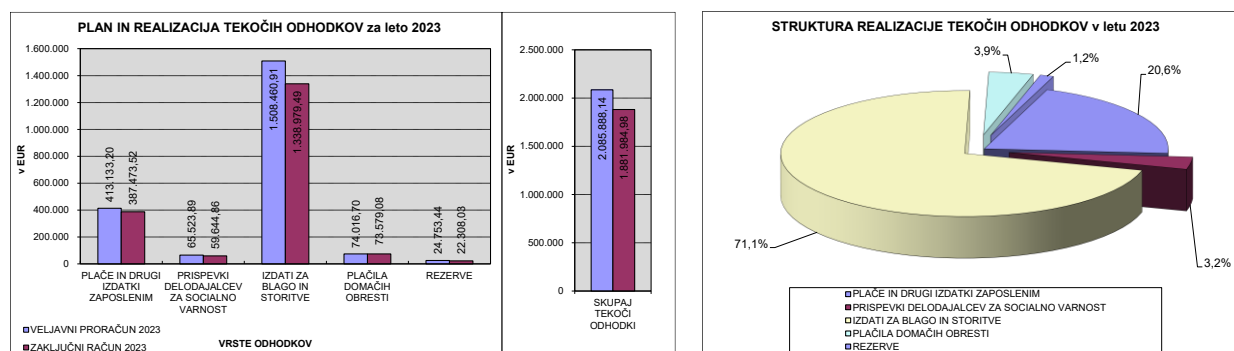 PLAN IN REALIZACIJA TEKOČIH ODHODKOV za leto 2023
v EUR
1.600.000
1.400.000
1.200.000
1.000.000
800.000
600.000
400.000
200.000
0
413.133,20
387.473,52
65.523,89
59.644,86
1.508.460,91
1.338.979,49
74.016,70
73.579,08
24.753,44
22.308,03
PLAČE IN DRUGI
IZDATKI
ZAPOSLENIM
PRISPEVKI
DELODAJALCEV
ZA SOCIALNO
VARNOST
IZDATI ZA
BLAGO IN
STORITVE
PLAČILA
DOMAČIH
OBRESTI
REZERVE
VELJAVNI PRORAČUN 2023
ZAKLJUČNI RAČUN 2023
VRSTE ODHODKOV
v EUR
2.500.000
2.000.000
1.500.000
1.000.000
500.000
0
2.085.888,14
1.881.984,98
SKUPAJ
TEKOČI
ODHODKI
STRUKTURA REALIZACIJE TEKOČIH ODHODKOV v letu 2023
3,9%
1,2%
20,6%
71,1%
3,2%
PLAČE IN DRUGI IZDATKI ZAPOSLENIM
PRISPEVKI DELODAJALCEV ZA SOCIALNO VARNOST
IZDATI ZA BLAGO IN STORITVE
PLAČILA DOMAČIH OBRESTI
REZERVE